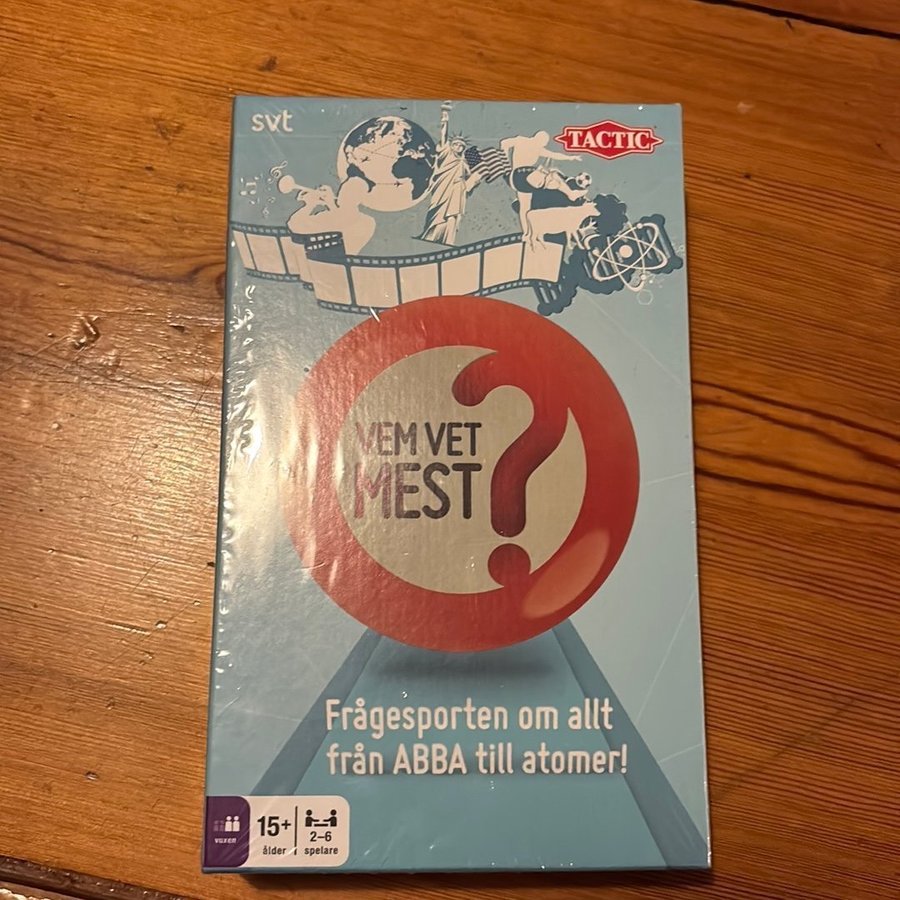 svt
TACTIC
VEM VET
MEST
?
Frågesporten om allt
från ABBA till atomer!
vuxen
15+
ålder
2-6
spelare